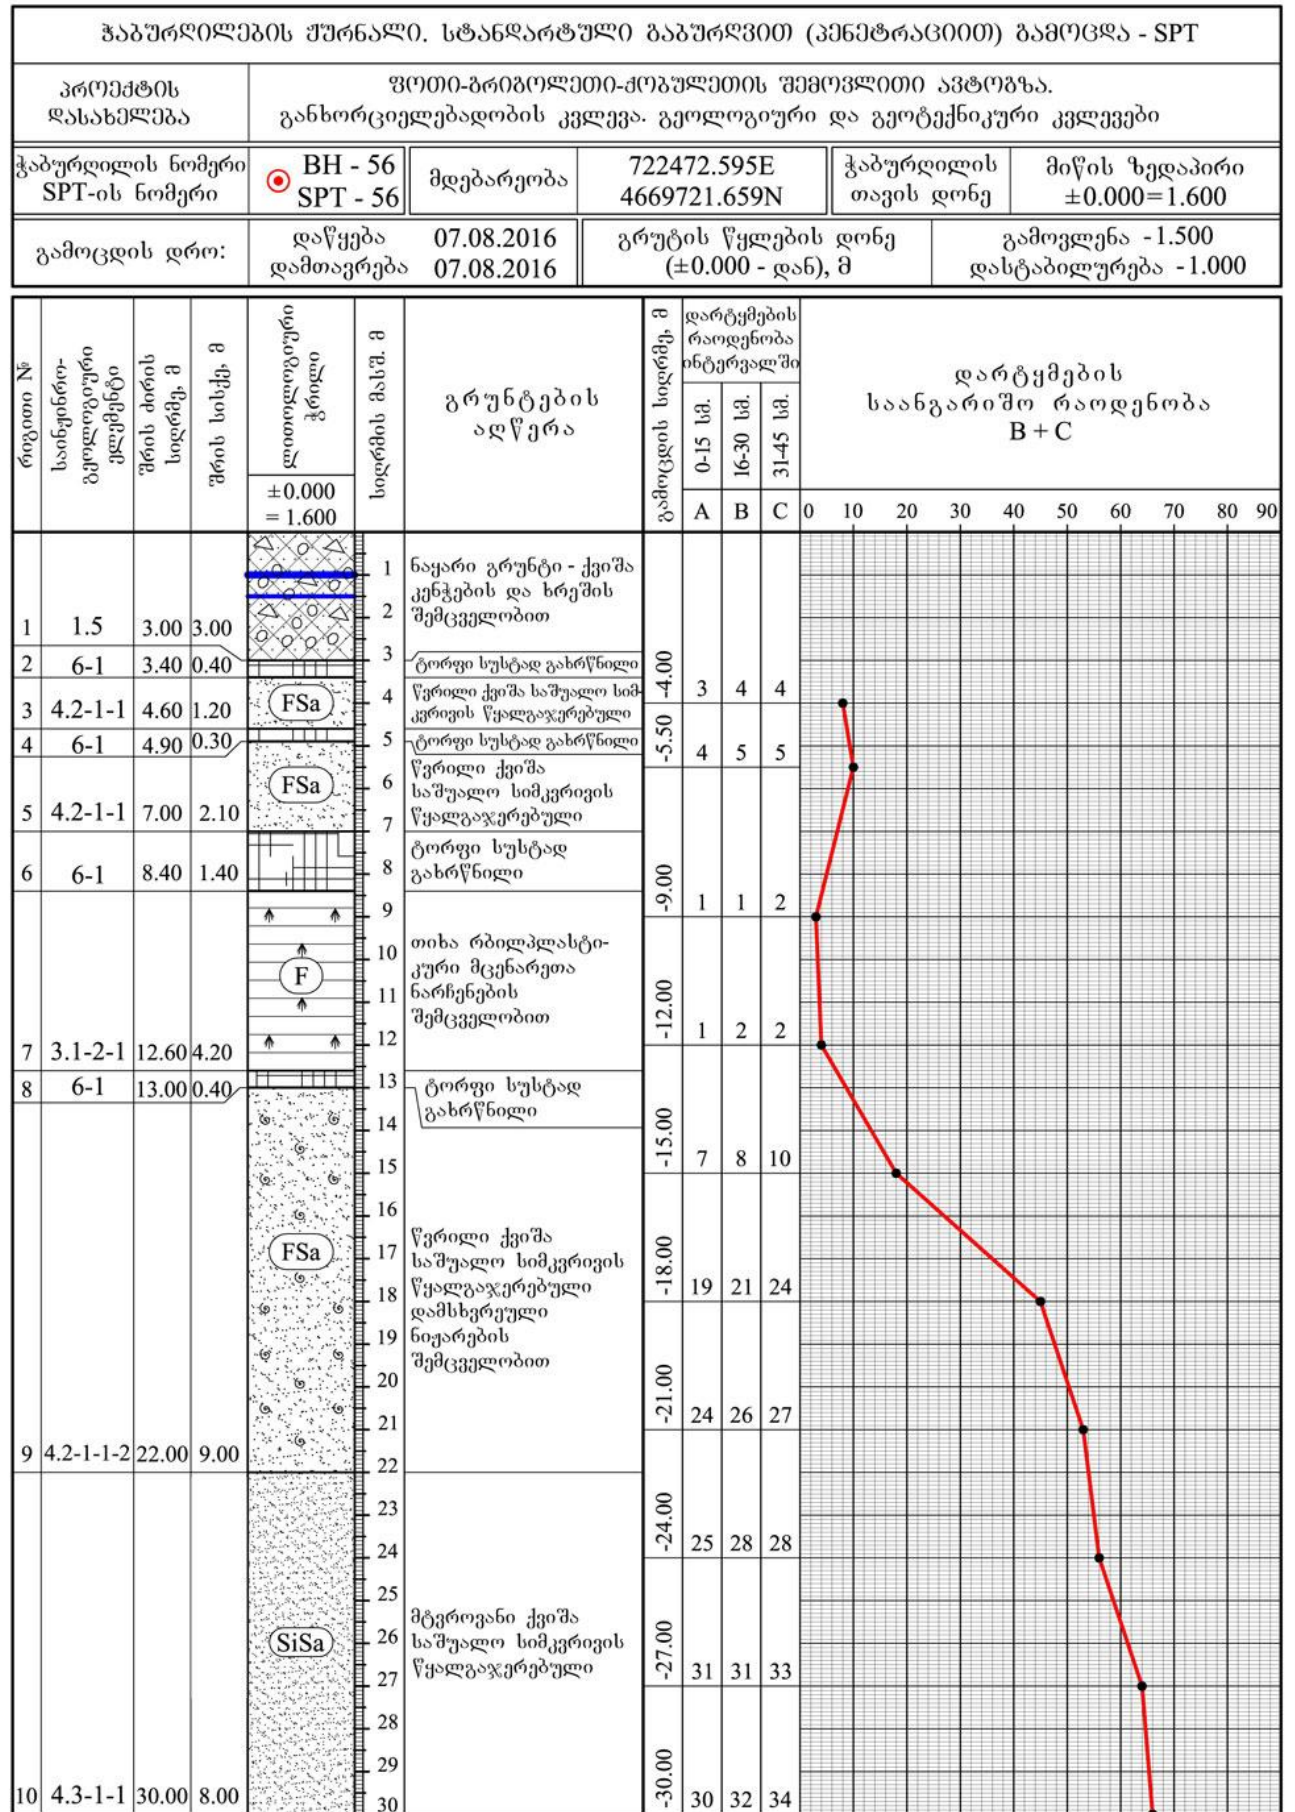 ჭაბურღილების ჟურნალი. სტანდარტული გაბურღვით (პენეტრაციით) გამოცდა - SPT
პროექტის
დასახელება
ფოთი-გრიგოლეთი-ქობულეთის შემოვლითი ავტოგზა.
განხორციელებადობის კვლევა. გეოლოგიური და გეოტექნიკური კვლევები
ჭაბურღილის ნომერი
SPT-ის ნომერი
BH - 56
SPT - 56
მდებარეობა
722472.595E
4669721.659N
ჭაბურღილის
თავის დონე
მიწის ზედაპირი
±0.000=1.600
გამოცდის დრო:
დაწყება 07.08.2016
დამთავრება 07.08.2016
გრუტის წყლების დონე
(±0.000 - დან), მ
გამოვლენა -1.500
დასტაბილურება -1.000
რიგითი №
საინჟინრო-
გეოლოგიური
ელემენტი
შრის ძირის
სიღრმე, მ
შრის სისქე, მ
ლითოლოგიური
ჭრილი
±0.000
= 1.600
სიღრმის მასშ. მ
გრუნტების
აღწერა
გამოცდის სიღრმე, მ
დარტყმების
რაოდენობა
ინტერვალში
0-15 სმ.
16-30 სმ.
31-45 სმ.
A B C
დარტყმების
საანგარიშო რაოდენობა
B + C
0 10 20 30 40 50 60 70 80 90
1 1.5 3.00 3.00
2 6-1 3.40 0.40
3 4.2-1-1 4.60 1.20
4 6-1 4.90 0.30
5 4.2-1-1 7.00 2.10
6 6-1 8.40 1.40
7 3.1-2-1 12.60 4.20
8 6-1 13.00 0.40
9 4.2-1-1-2 22.00 9.00
10 4.3-1-1 30.00 8.00
FSa
FSa
F
FSa
SiSa
1
2
3
4
5
6
7
8
9
10
11
12
13
14
15
16
17
18
19
20
21
22
23
24
25
26
27
28
29
30
ნაყარი გრუნტი - ქვიშა
კენჭების და ხრეშის
შემცველობით
ტორფი სუსტად გახრწნილი
წვრილი ქვიშა საშუალო სიმ-
კვრივის წყალგაჯერებული
ტორფი სუსტად გახრწნილი
წვრილი ქვიშა
საშუალო სიმკვრივის
წყალგაჯერებული
ტორფი სუსტად
გახრწნილი
თიხა რბილპლასტი-
კური მცენარეთა
ნარჩენების
შემცველობით
ტორფი სუსტად
გახრწნილი
წვრილი ქვიშა
საშუალო სიმკვრივის
წყალგაჯერებული
დამსხვრეული
ნიჟარების
შემცველობით
მტვროვანი ქვიშა
საშუალო სიმკვრივის
წყალგაჯერებული
-4.00 3 4 4
-5.50 4 5 5
-9.00 1 1 2
-12.00 1 2 2
-15.00 7 8 10
-18.00 19 21 24
-21.00 24 26 27
-24.00 25 28 28
-27.00 31 31 33
-30.00 30 32 34